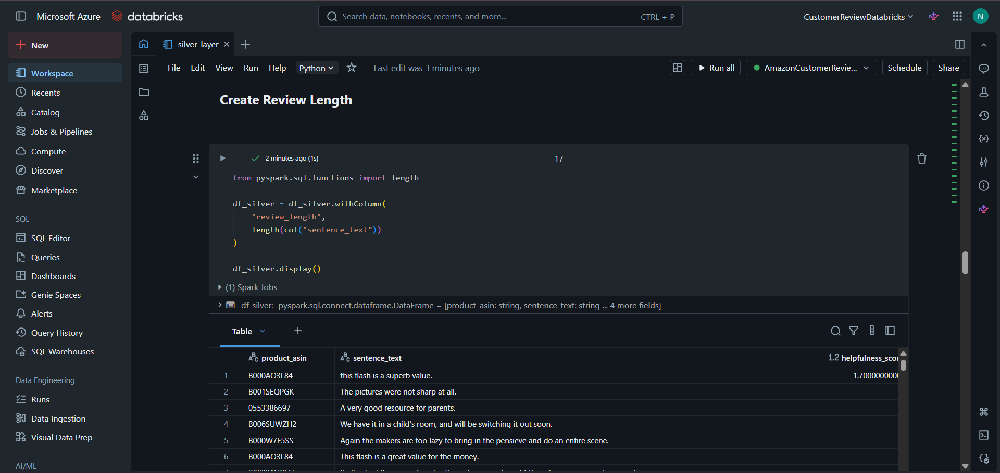 Microsoft Azure databricks
Search data, notebooks, recents, and more... CTRL + P
CustomerReviewDatabricks
N
New
Workspace
Recents
Catalog
Jobs & Pipelines
Compute
Discover
Marketplace
SQL
SQL Editor
Queries
Dashboards
Genie Spaces
Alerts
Query History
SQL Warehouses
Data Engineering
Runs
Data Ingestion
Visual Data Prep
AI/ML
silver_layer
File Edit View Run Help Python Last edit was 3 minutes ago
Run all AmazonCustomerRevie... Schedule Share
Create Review Length
2 minutes ago (1s) 17
from pyspark.sql.functions import length
df_silver = df_silver.withColumn(
"review_length",
length(col("sentence_text"))
)
df_silver.display()
(1) Spark Jobs
df_silver: pyspark.sql.connect.dataframe.DataFrame = [product_asin: string, sentence_text: string ... 4 more fields]
Table
ABC product_asin ABC sentence_text 1.2 helpfulness_scor
1 B000AO3L84 this flash is a superb value. 1.7000000000
2 B001SEQPGK The pictures were not sharp at all.
3 0553386697 A very good resource for parents.
4 B006SUWZH2 We have it in a child's room, and will be switching it out soon.
5 B000W7F5SS Again the makers are too lazy to bring in the pensieve and do an entire scene.
6 B000AO3L84 This flash is a great value for the money.